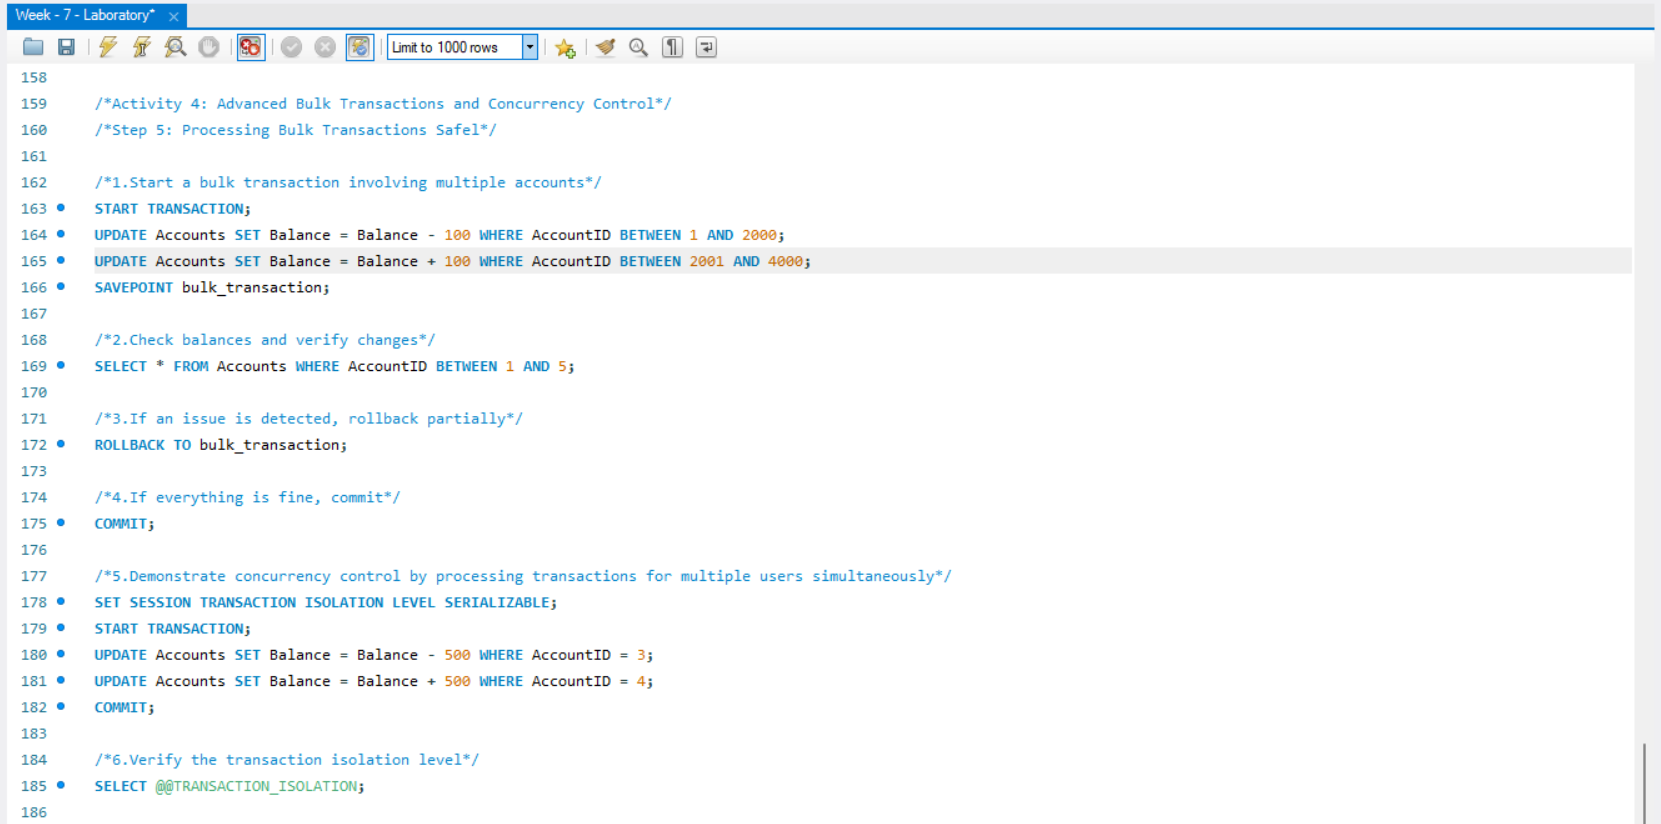 Week - 7 - Laboratory*
Limit to 1000 rows
158
159 /*Activity 4: Advanced Bulk Transactions and Concurrency Control*/
160 /*Step 5: Processing Bulk Transactions Safel*/
161
162 /*1.Start a bulk transaction involving multiple accounts*/
163 START TRANSACTION;
164 UPDATE Accounts SET Balance = Balance - 100 WHERE AccountID BETWEEN 1 AND 2000;
165 UPDATE Accounts SET Balance = Balance + 100 WHERE AccountID BETWEEN 2001 AND 4000;
166 SAVEPOINT bulk_transaction;
167
168 /*2.Check balances and verify changes*/
169 SELECT * FROM Accounts WHERE AccountID BETWEEN 1 AND 5;
170
171 /*3.If an issue is detected, rollback partially*/
172 ROLLBACK TO bulk_transaction;
173
174 /*4.If everything is fine, commit*/
175 COMMIT;
176
177 /*5.Demonstrate concurrency control by processing transactions for multiple users simultaneously*/
178 SET SESSION TRANSACTION ISOLATION LEVEL SERIALIZABLE;
179 START TRANSACTION;
180 UPDATE Accounts SET Balance = Balance - 500 WHERE AccountID = 3;
181 UPDATE Accounts SET Balance = Balance + 500 WHERE AccountID = 4;
182 COMMIT;
183
184 /*6.Verify the transaction isolation level*/
185 SELECT @@TRANSACTION_ISOLATION;
186